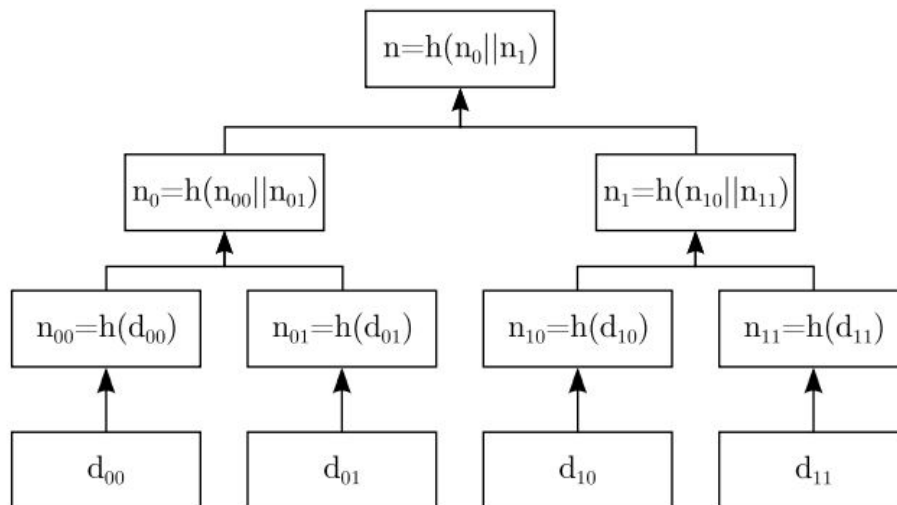 n=h(n₀||n₁)
n₀=h(n₀₀||n₀₁)
n₁=h(n₁₀||n₁₁)
n₀₀=h(d₀₀)
n₀₁=h(d₀₁)
n₁₀=h(d₁₀)
n₁₁=h(d₁₁)
d₀₀
d₀₁
d₁₀
d₁₁